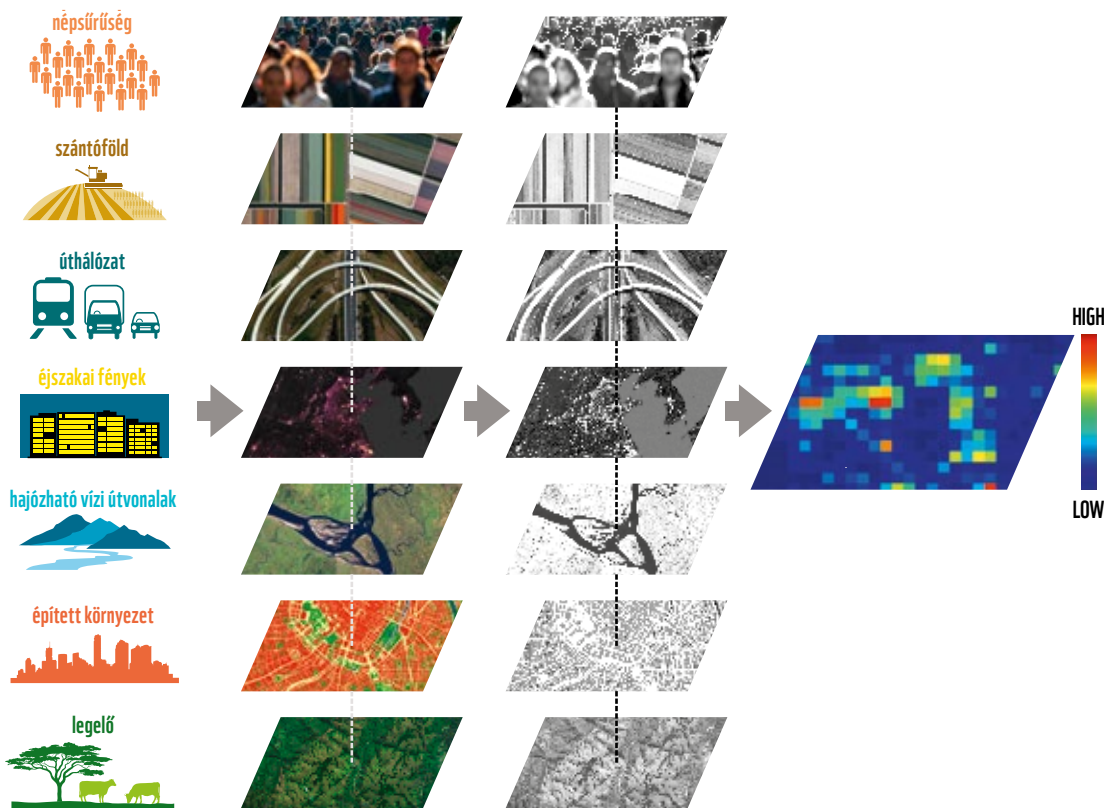 népsűrűség
szántóföld
úthálózat
éjszakai fények
hajózható vízi útvonalak
épített környezet
legelő
HIGH
LOW